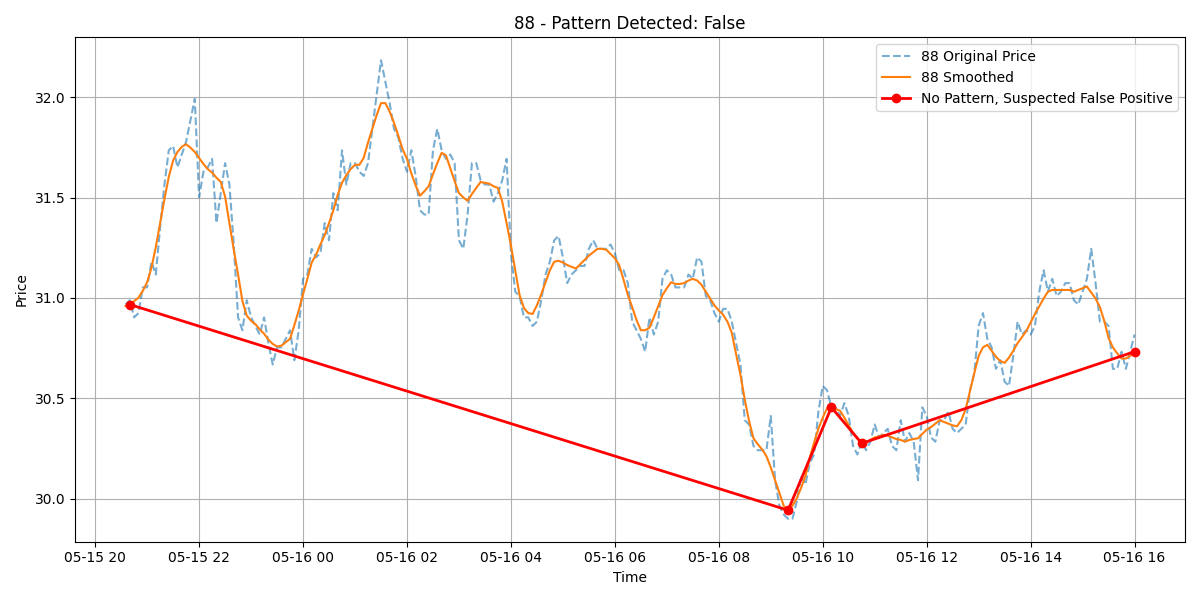 88 - Pattern Detected: False
88 Original Price
88 Smoothed
No Pattern, Suspected False Positive
Price
32.0
31.5
31.0
30.5
30.0
05-15 20 05-15 22 05-16 00 05-16 02 05-16 04 05-16 06 05-16 08 05-16 10 05-16 12 05-16 14 05-16 16
Time